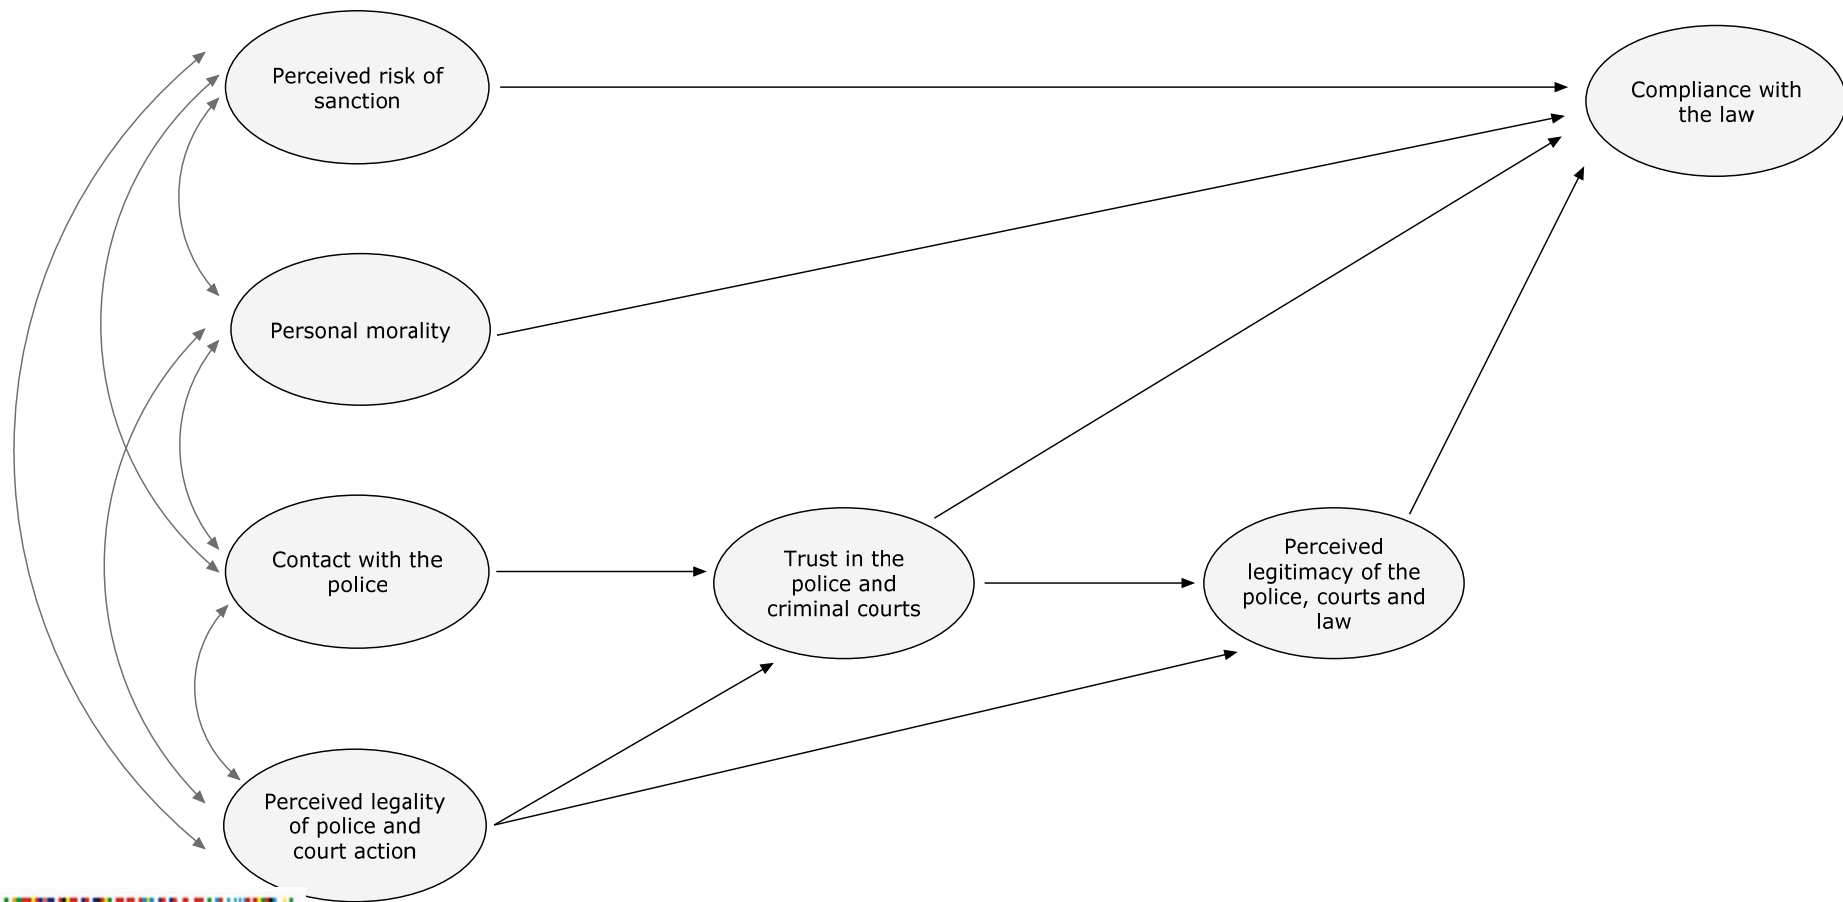 Perceived risk of
sanction
Compliance with
the law
Personal morality
Contact with the
police
Trust in the
police and
criminal courts
Perceived
legitimacy of the
police, courts and
law
Perceived legality
of police and
court action